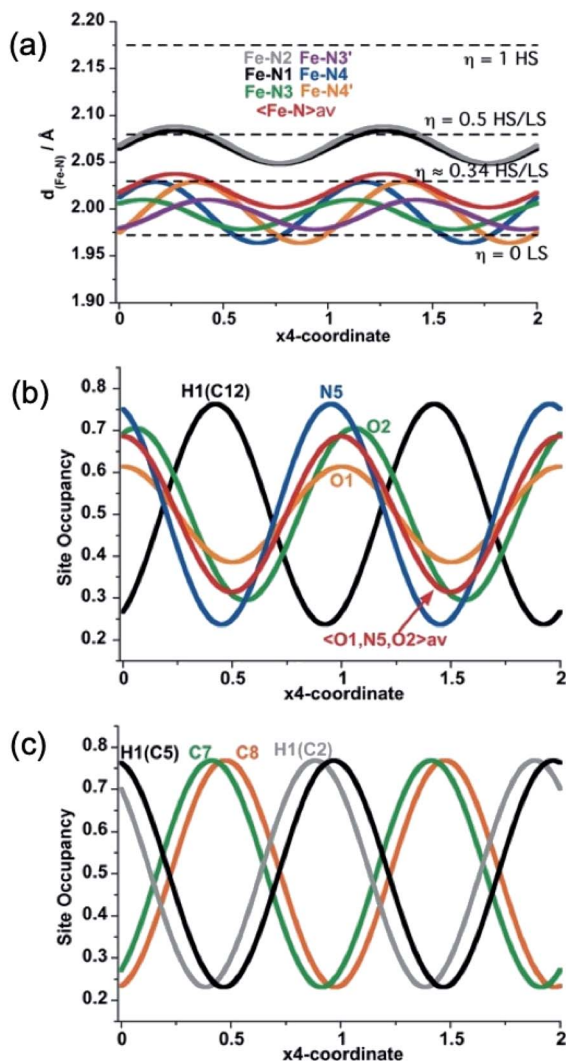 (a)
2.20
2.15
2.10
2.05
2.00
1.95
1.90
d(Fe-N) / Å
Fe-N2 Fe-N3'
Fe-N1 Fe-N4
Fe-N3 Fe-N4'
<Fe-N>av
η = 1 HS
η = 0.5 HS/LS
η ≈ 0.34 HS/LS
η = 0 LS
0 0.5 1 1.5 2
x4-coordinate
(b)
0.8
0.7
0.6
0.5
0.4
0.3
0.2
Site Occupancy
H1(C12) N5
O2
O1
<O1,N5,O2>av
0 0.5 1 1.5 2
x4-coordinate
(c)
0.8
0.7
0.5
0.4
0.2
Site Occupancy
H1(C5) C7 C8 H1(C2)
0 0.5 1 1.5 2
x4-coordinate